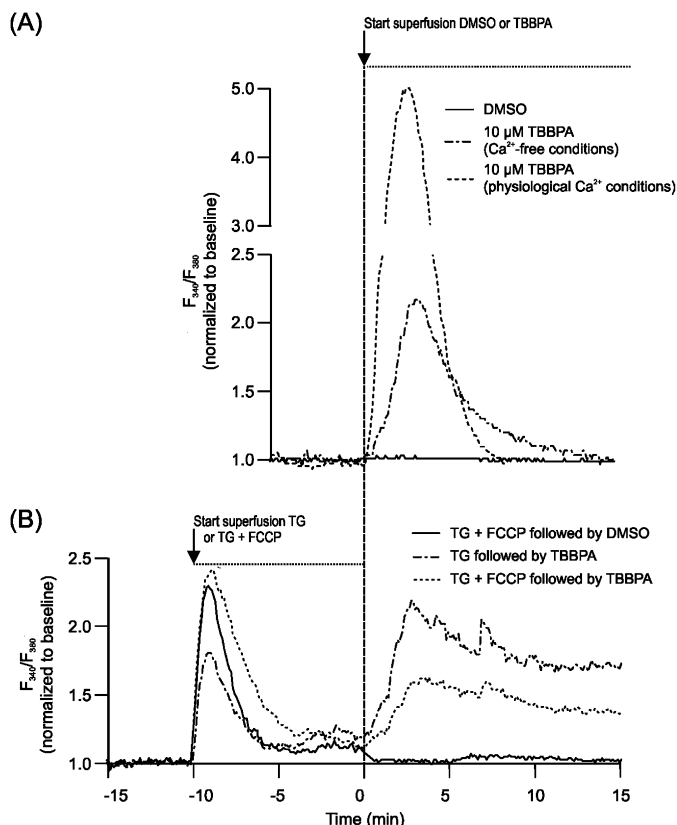 (A)
Start superfusion DMSO or TBBPA
5.0
4.0
3.0
2.5
2.0
1.5
1.0
F340/F380
(normalized to baseline)
DMSO
10 µM TBBPA
(Ca2+-free conditions)
10 µM TBBPA
(physiological Ca2+ conditions)
(B)
Start superfusion TG
or TG + FCCP
TG + FCCP followed by DMSO
TG followed by TBBPA
TG + FCCP followed by TBBPA
2.5
2.0
1.5
1.0
F340/F380
(normalized to baseline)
-15 -10 -5 0 5 10 15
Time (min)